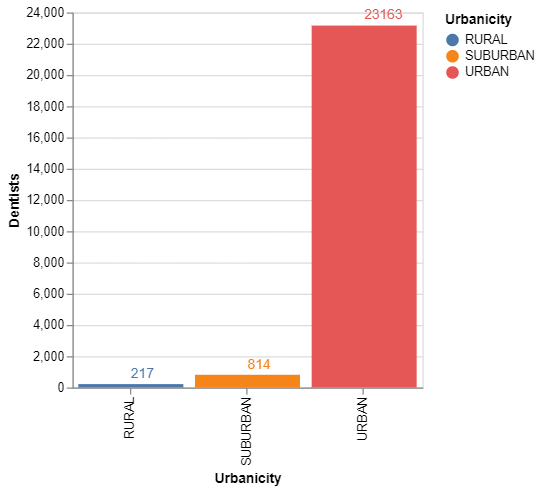 24,000
22,000
20,000
18,000
16,000
14,000
12,000
10,000
8,000
6,000
4,000
2,000
0
Dentists
217
814
23163
RURAL
SUBURBAN
URBAN
Urbanicity
Urbanicity
RURAL
SUBURBAN
URBAN